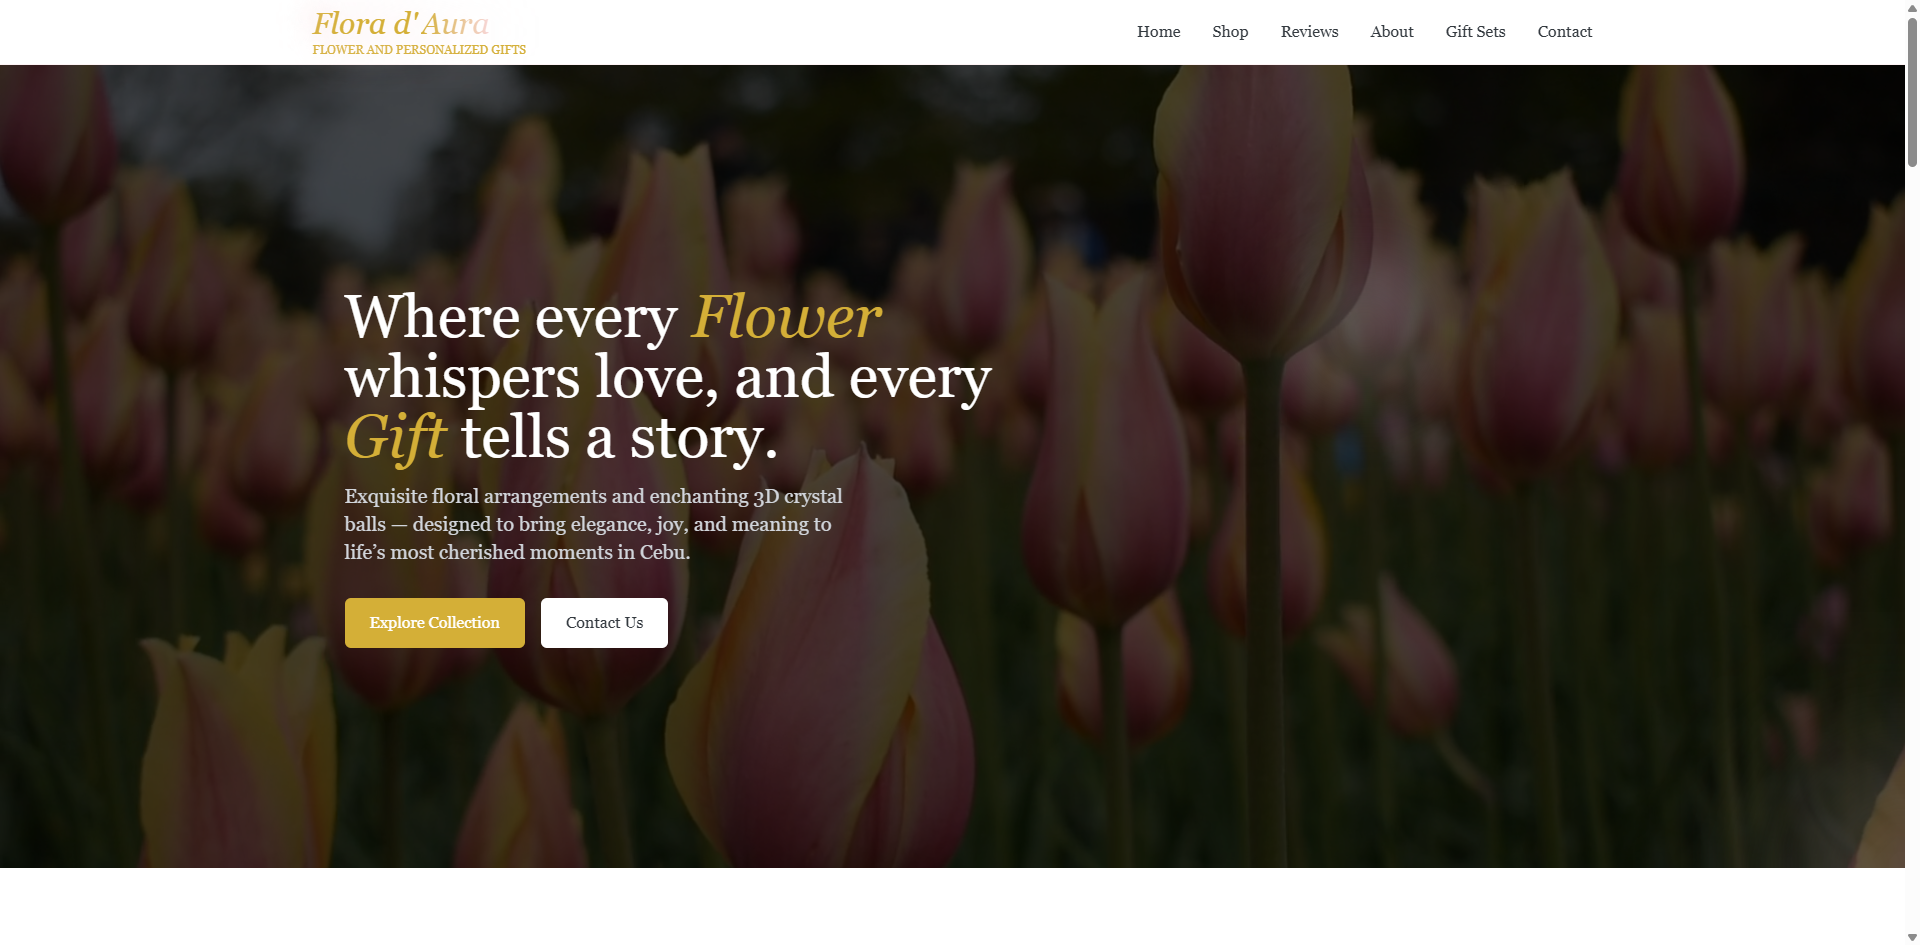 Flora d'Aura
FLOWER AND PERSONALIZED GIFTS
Home Shop Reviews About Gift Sets Contact
Where every Flower
whispers love, and every
Gift tells a story.
Exquisite floral arrangements and enchanting 3D crystal
balls — designed to bring elegance, joy, and meaning to
life’s most cherished moments in Cebu.
Explore Collection Contact Us